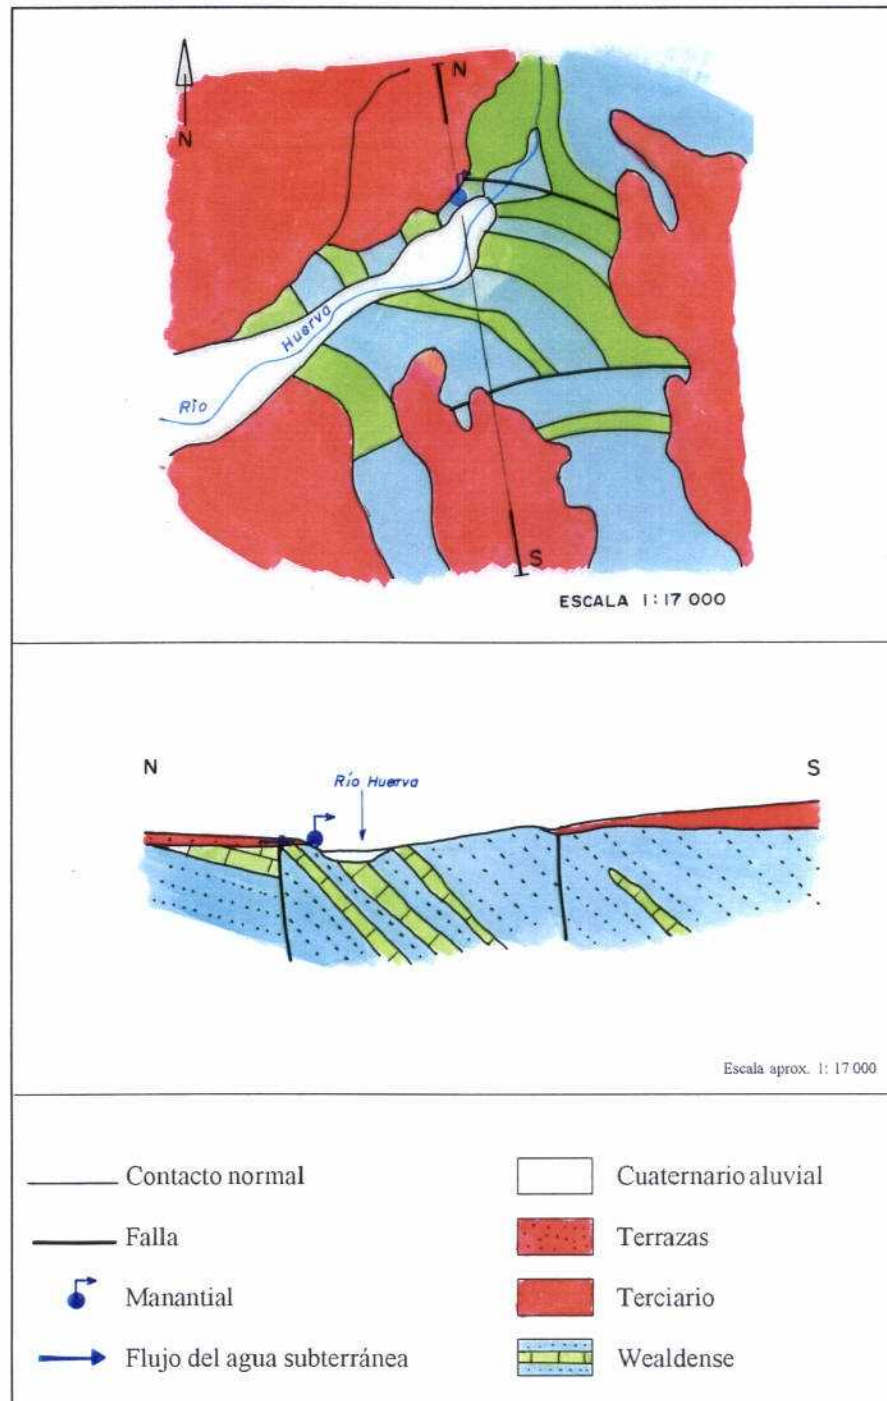 N
N
Huerva
Río
S
ESCALA 1:17 000
N
Río Huerva
S
Escala aprox. 1: 17 000
Contacto normal
Cuaternario aluvial
Falla
Terrazas
Manantial
Terciario
Flujo del agua subterránea
Wealdense